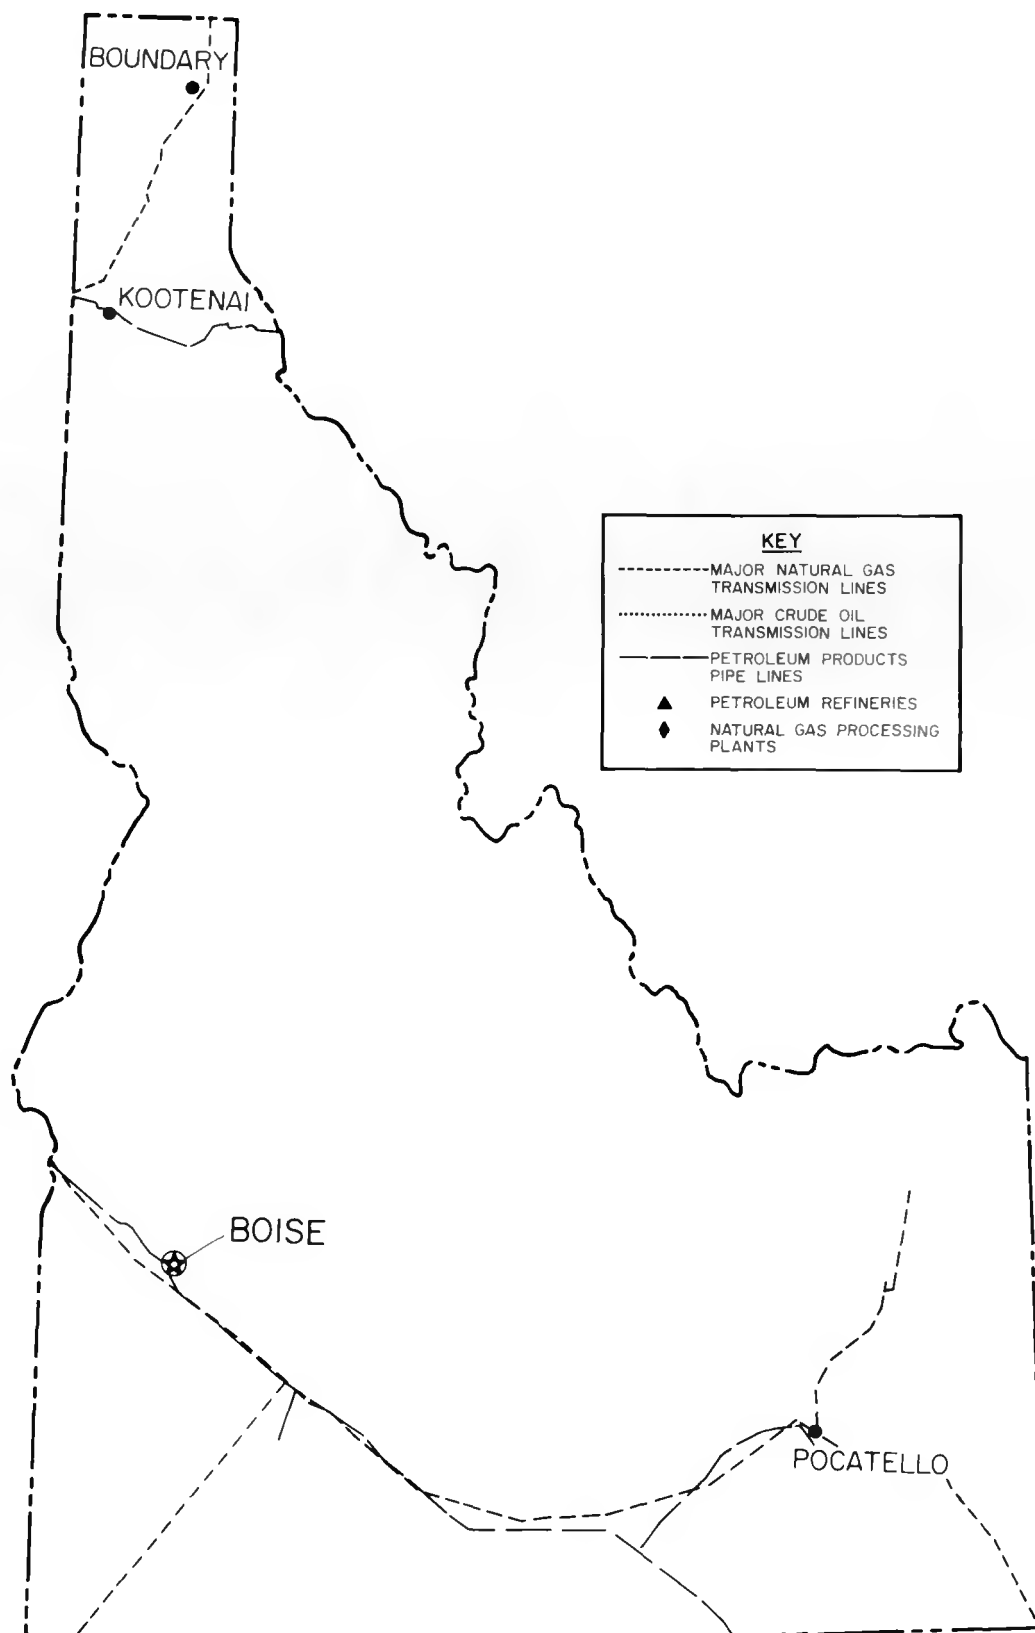 BOUNDARY
KOOTENAI
KEY
MAJOR NATURAL GAS
TRANSMISSION LINES
MAJOR CRUDE OIL
TRANSMISSION LINES
PETROLEUM PRODUCTS
PIPE LINES
PETROLEUM REFINERIES
NATURAL GAS PROCESSING
PLANTS
BOISE
POCATELLO